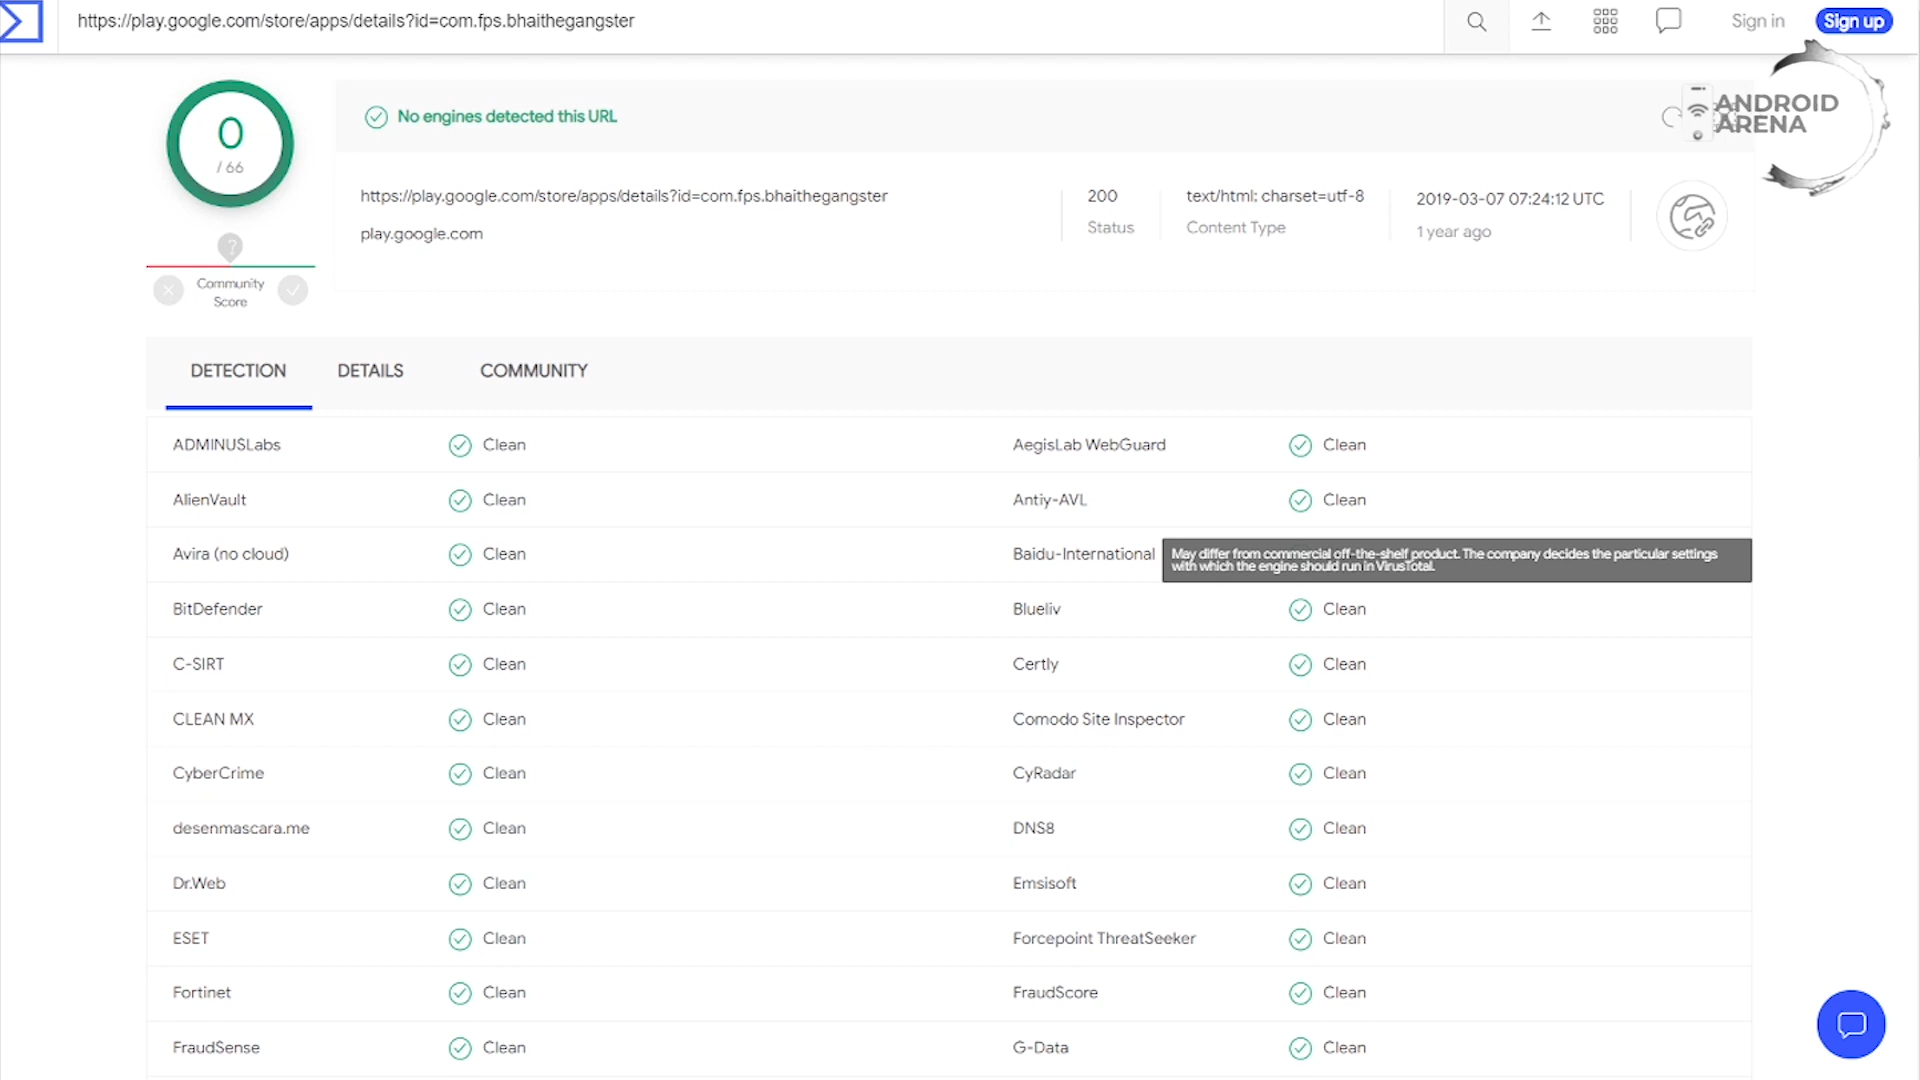 https://play.google.com/store/apps/details?id=com.fps.bhaithegangster
Sign in
Sign up
ANDROID
ARENA
0
/ 66
No engines detected this URL
https://play.google.com/store/apps/details?id=com.fps.bhaithegangster
play.google.com
200
Status
text/html; charset=utf-8
Content Type
2019-03-07 07:24:12 UTC
1 year ago
?
Community
Score
DETECTION
DETAILS
COMMUNITY
ADMINUSLabs Clean AegisLab WebGuard Clean
AlienVault Clean Antiy-AVL Clean
Avira (no cloud) Clean Baidu-International
May differ from commercial off-the-shelf product. The company decides the particular settings
with which the engine should run in VirusTotal.
BitDefender Clean Blueliv Clean
C-SIRT Clean Certly Clean
CLEAN MX Clean Comodo Site Inspector Clean
CyberCrime Clean CyRadar Clean
desenmascara.me Clean DNS8 Clean
Dr.Web Clean Emsisoft Clean
ESET Clean Forcepoint ThreatSeeker Clean
Fortinet Clean FraudScore Clean
FraudSense Clean G-Data Clean